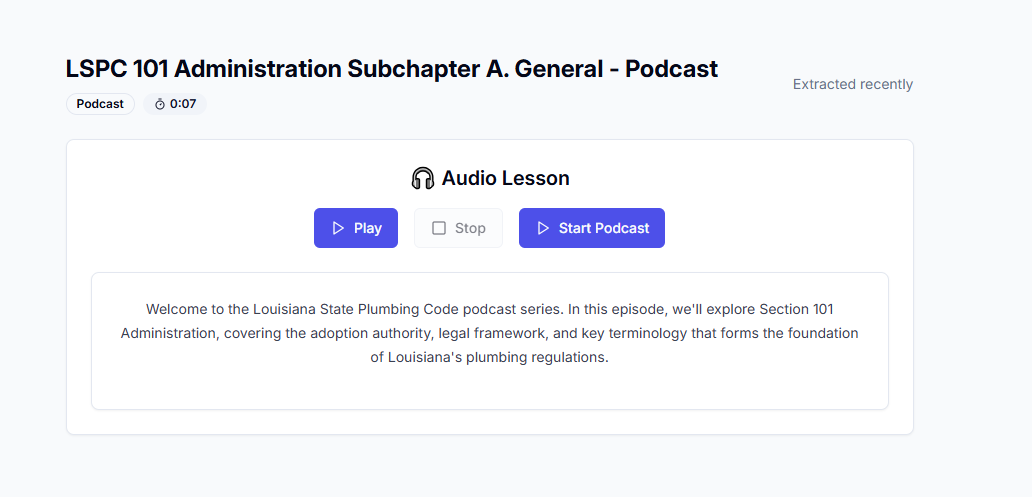 LSPC 101 Administration Subchapter A. General - Podcast
Extracted recently
Podcast
0:07
Audio Lesson
Play
Stop
Start Podcast
Welcome to the Louisiana State Plumbing Code podcast series. In this episode, we'll explore Section 101
Administration, covering the adoption authority, legal framework, and key terminology that forms the foundation
of Louisiana's plumbing regulations.